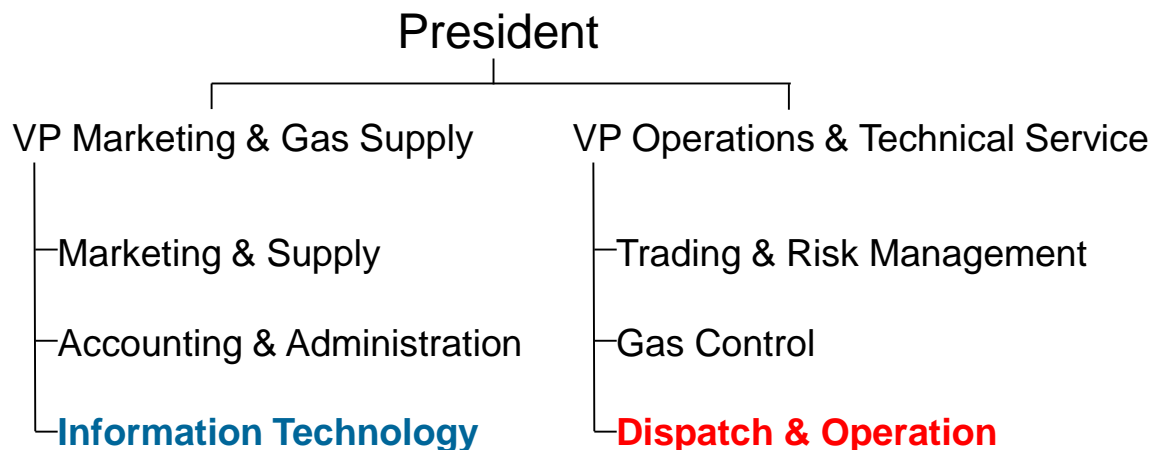 President
VP Marketing & Gas Supply
Marketing & Supply
Accounting & Administration
Information Technology
VP Operations & Technical Service
Trading & Risk Management
Gas Control
Dispatch & Operation